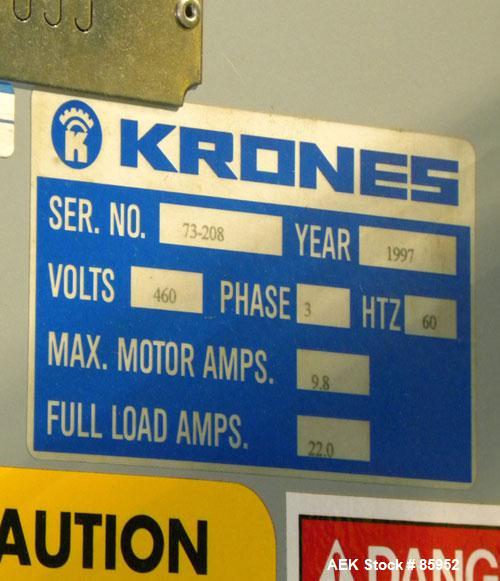 KRONES
SER. NO. 73-208 YEAR 1997
VOLTS 460 PHASE 3 HTZ 60
MAX. MOTOR AMPS. 9.8
FULL LOAD AMPS. 22.0
AUTION
DANG
AEK Stock # 85952